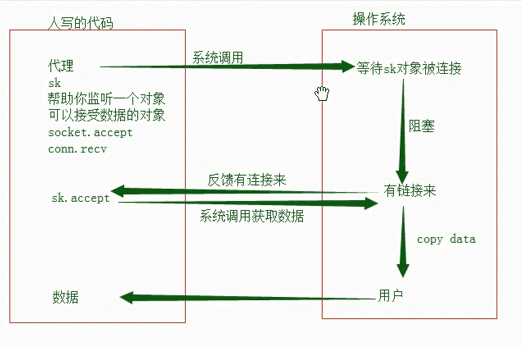 人写的代码
操作系统
代理
系统调用
等待sk对象被连接
sk
帮助你监听一个对象
可以接受数据的对象
socket.accept
conn.recv
阻塞
反馈有连接来
有链接来
sk.accept
系统调用获取数据
copy data
数据
用户